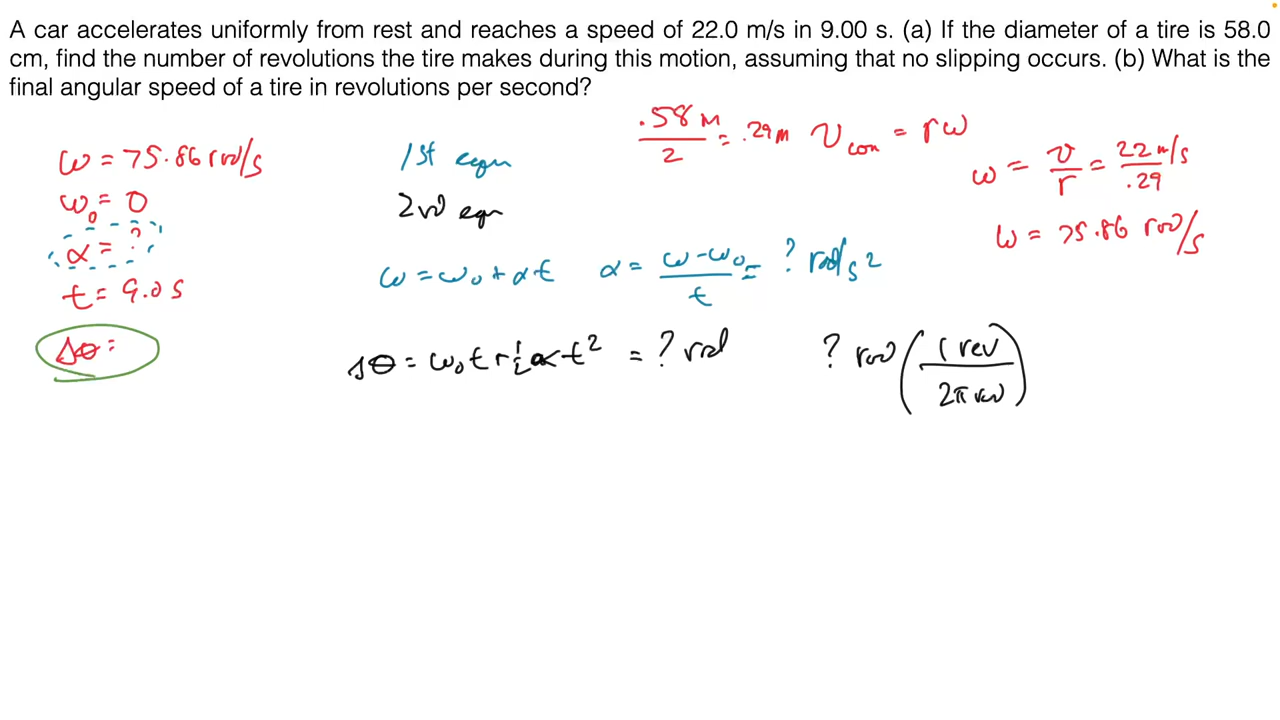 A car accelerates uniformly from rest and reaches a speed of 22.0 m/s in 9.00 s. (a) If the diameter of a tire is 58.0
cm, find the number of revolutions the tire makes during this motion, assuming that no slipping occurs. (b) What is the
final angular speed of a tire in revolutions per second?
.58 m / 2 = .29 m
v_con = rω
ω = v/r = 22 m/s / .29
ω = 75.86 rad/s
ω = 75.86 rad/s
ω₀ = 0
α = ?
t = 9.0 s
Δθ =
1st eqn
2nd eqn
ω = ω₀ + αt
α = (ω - ω₀)/t = ? rad/s²
Δθ = ω₀t + ½αt² = ? rad
? rad (1 rev / 2π rad)